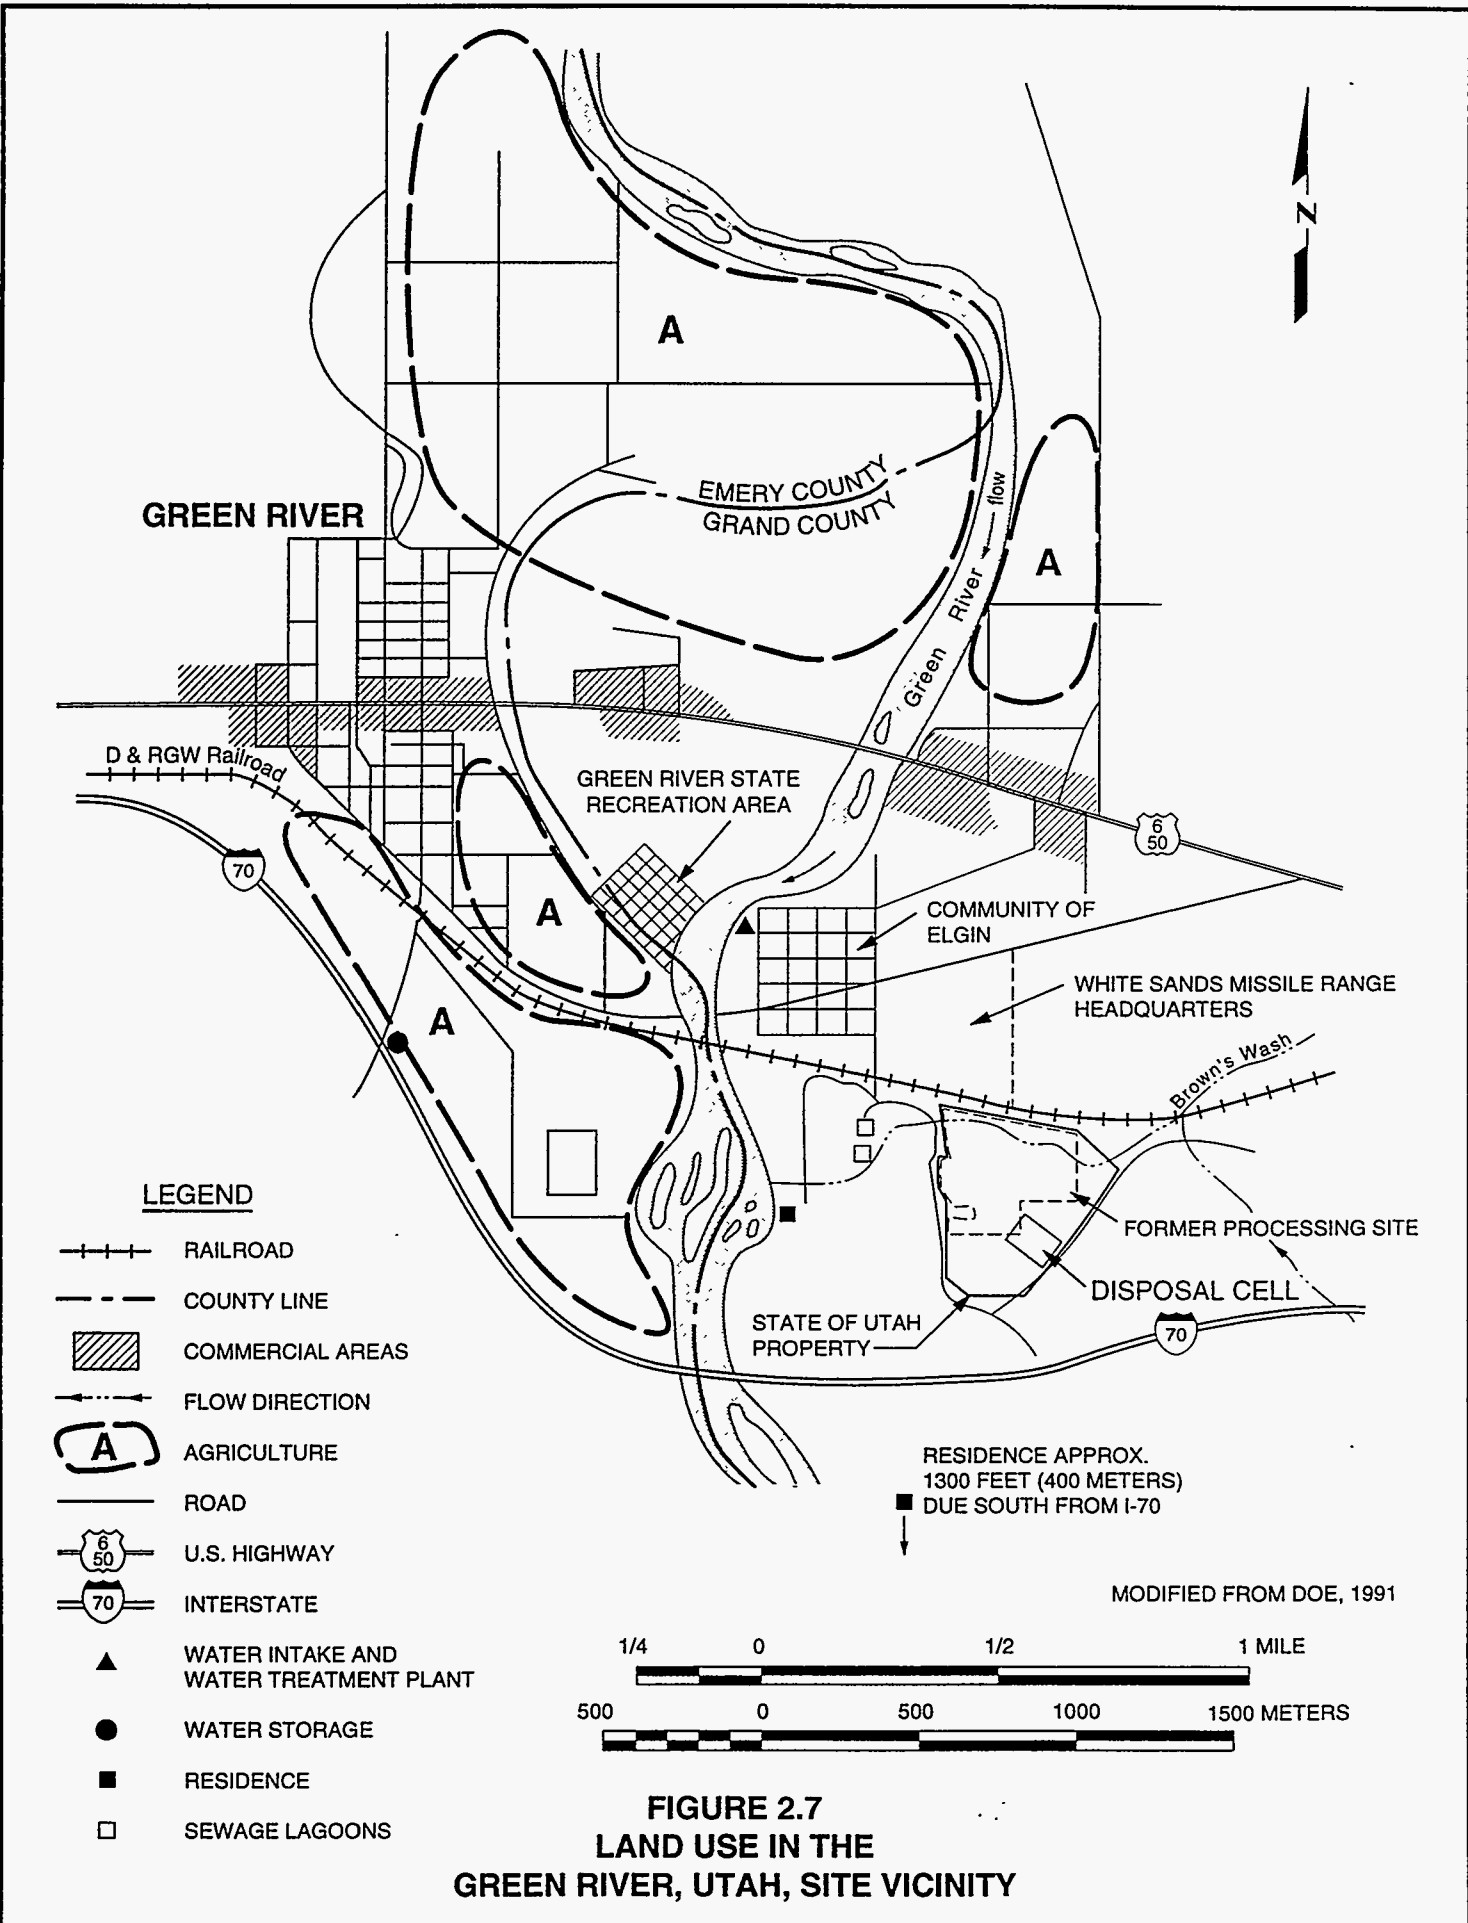 N
A
EMERY COUNTY
GRAND COUNTY
flow
GREEN RIVER
A
Green River
D & RGW Railroad
GREEN RIVER STATE
RECREATION AREA
6
50
70
A
COMMUNITY OF
ELGIN
WHITE SANDS MISSILE RANGE
HEADQUARTERS
A
Brown's Wash
FORMER PROCESSING SITE
DISPOSAL CELL
STATE OF UTAH
PROPERTY
70
LEGEND
RAILROAD
COUNTY LINE
COMMERCIAL AREAS
FLOW DIRECTION
A AGRICULTURE
ROAD
6
50 U.S. HIGHWAY
70 INTERSTATE
WATER INTAKE AND
WATER TREATMENT PLANT
WATER STORAGE
RESIDENCE
SEWAGE LAGOONS
RESIDENCE APPROX.
1300 FEET (400 METERS)
DUE SOUTH FROM I-70
MODIFIED FROM DOE, 1991
1/4 0 1/2 1 MILE
500 0 500 1000 1500 METERS
FIGURE 2.7
LAND USE IN THE
GREEN RIVER, UTAH, SITE VICINITY